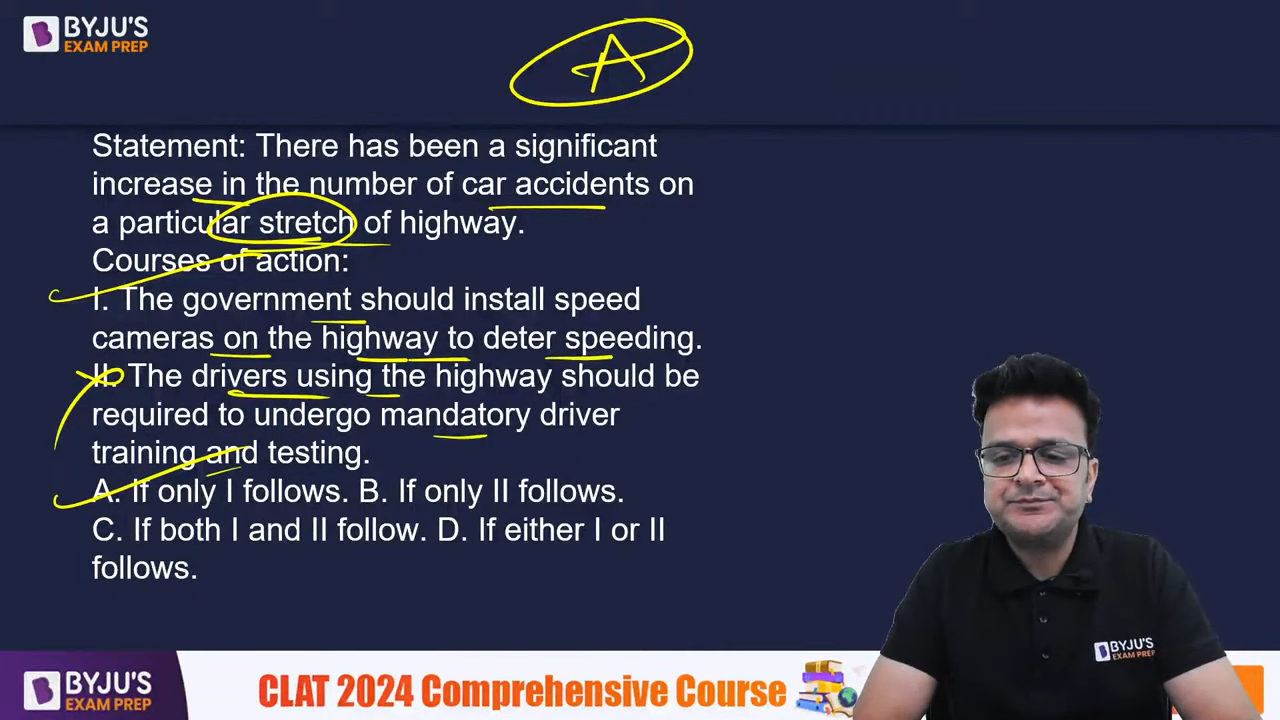 BYJU'S
EXAM PREP
A
Statement: There has been a significant
increase in the number of car accidents on
a particular stretch of highway.
Courses of action:
I. The government should install speed
cameras on the highway to deter speeding.
II. The drivers using the highway should be
required to undergo mandatory driver
training and testing.
A. If only I follows. B. If only II follows.
C. If both I and II follow. D. If either I or II
follows.
BYJU'S
EXAM PREP
BYJU'S
EXAM PREP
CLAT 2024 Comprehensive Course